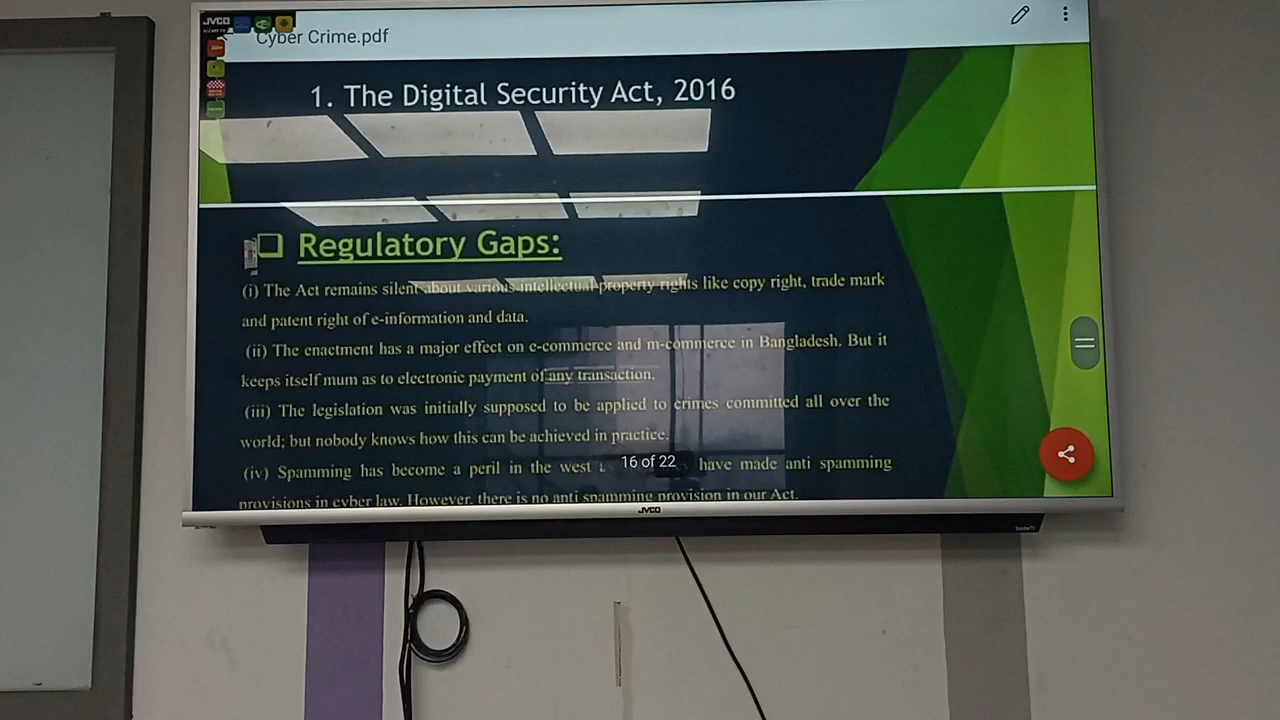 JVCO
Cyber Crime.pdf
1. The Digital Security Act, 2016
Regulatory Gaps:
(i) The Act remains silent about various intellectual property rights like copy right, trade mark
and patent right of e-information and data.
(ii) The enactment has a major effect on e-commerce and m-commerce in Bangladesh. But it
keeps itself mum as to electronic payment of any transaction.
(iii) The legislation was initially supposed to be applied to crimes committed all over the
world; but nobody knows how this can be achieved in practice.
(iv) Spamming has become a peril in the west have made anti spamming
16 of 22
provisions in cyber law. However, there is no anti spamming provision in our Act.
JVCO